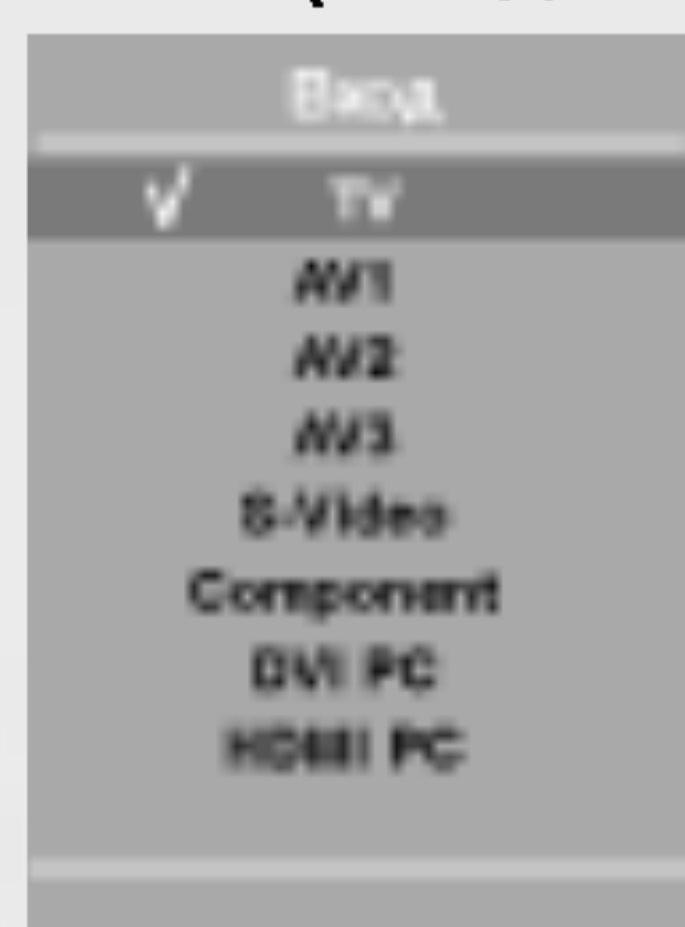 Вход
TV
AV1
AV2
AV3
S-Video
Component
DVI PC
HDMI PC